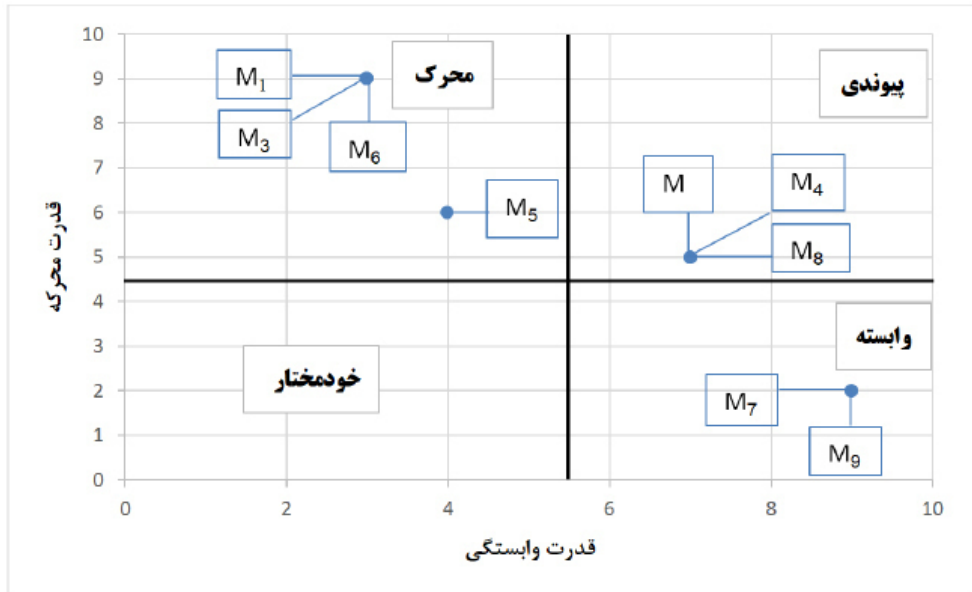 10
9
8
7
6
5
4
3
2
1
0
0
2
4
6
8
10
قدرت محرکه
قدرت وابستگی
محرک
پیوندی
خودمختار
وابسته
M₁
M₃
M₆
M₅
M
M₄
M₈
M₇
M₉